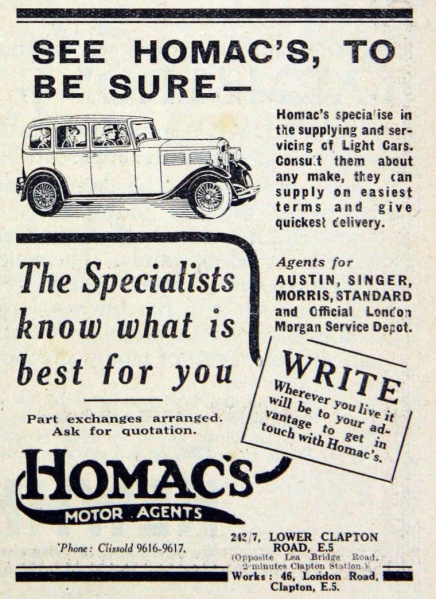 SEE HOMAC'S, TO
BE SURE—
Homac's specialise in
the supplying and ser-
vicing of Light Cars.
Consult them about
any make, they can
supply on easiest
terms and give
quickest delivery.
The Specialists
know what is
best for you
Agents for
AUSTIN, SINGER,
MORRIS, STANDARD
and Official London
Morgan Service Depot.
WRITE
Wherever you live it
will be to your ad-
vantage to get in
touch with Homac's.
Part exchanges arranged.
Ask for quotation.
HOMAC'S
MOTOR AGENTS
'Phone: Clissold 9616-9617.
242/7, LOWER CLAPTON
ROAD, E.5
(Opposite Lea Bridge Road,
2 minutes Clapton Station.)
Works: 46, London Road,
Clapton, E.5.